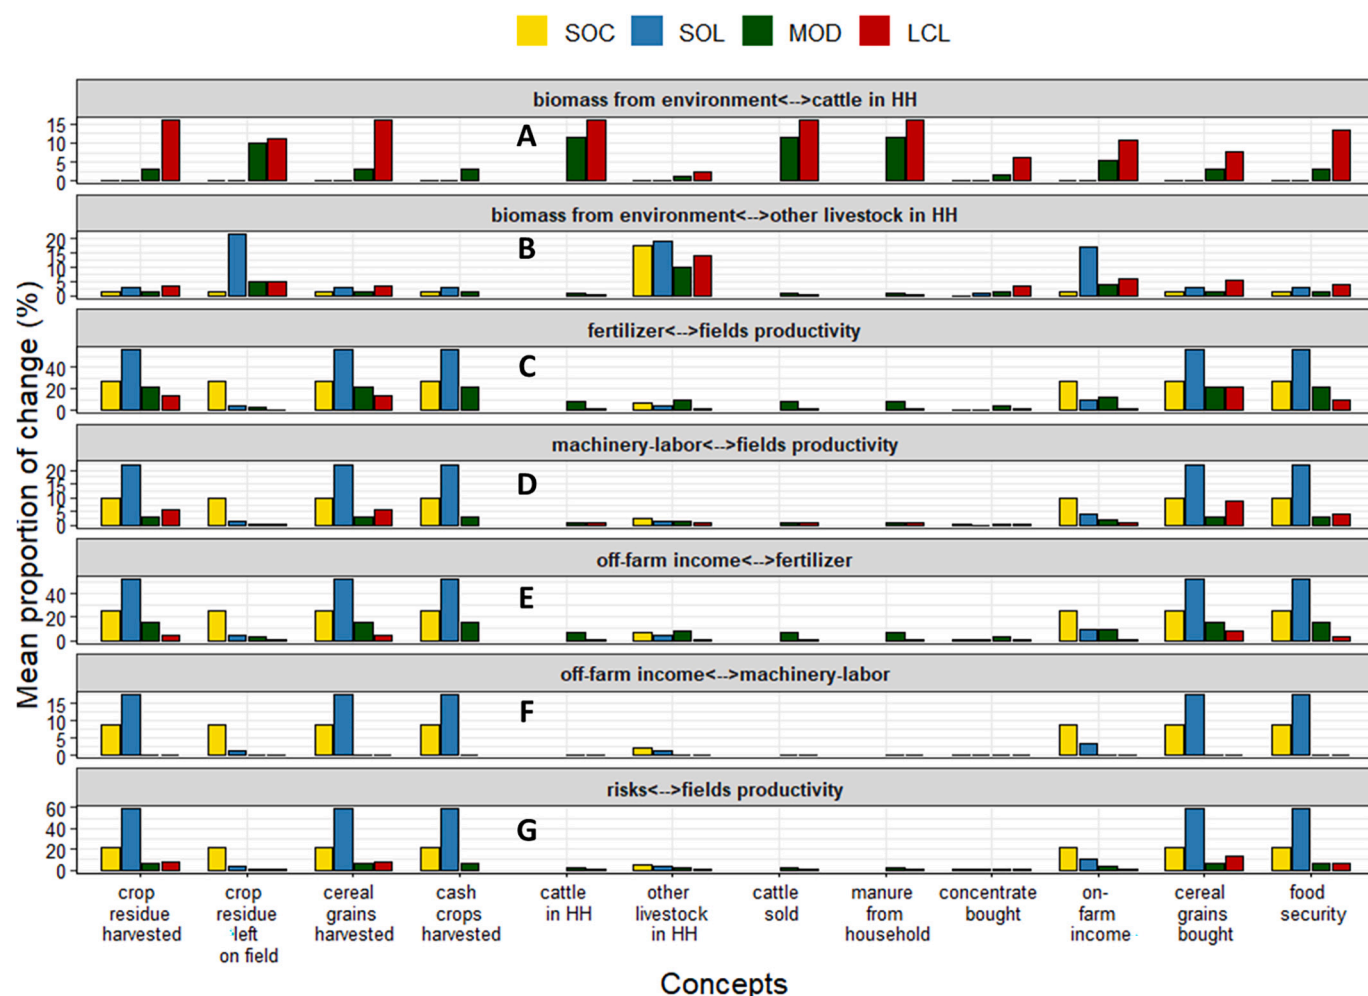 SOC SOL MOD LCL
biomass from environment<-->cattle in HH
A
15
10
5
0
biomass from environment<-->other livestock in HH
B
20
15
10
5
0
fertilizer<-->fields productivity
C
40
20
0
machinery-labor<-->fields productivity
D
20
15
10
5
0
off-farm income<-->fertilizer
E
40
20
0
off-farm income<-->machinery-labor
F
15
10
5
0
risks<-->fields productivity
G
60
40
20
0
Mean proportion of change (%)
crop
residue
harvested
crop
residue
left
on field
cereal
grains
harvested
cash
crops
harvested
cattle
in HH
other
livestock
in HH
cattle
sold
manure
from
household
concentrate
bought
on-
farm
income
cereal
grains
bought
food
security
Concepts